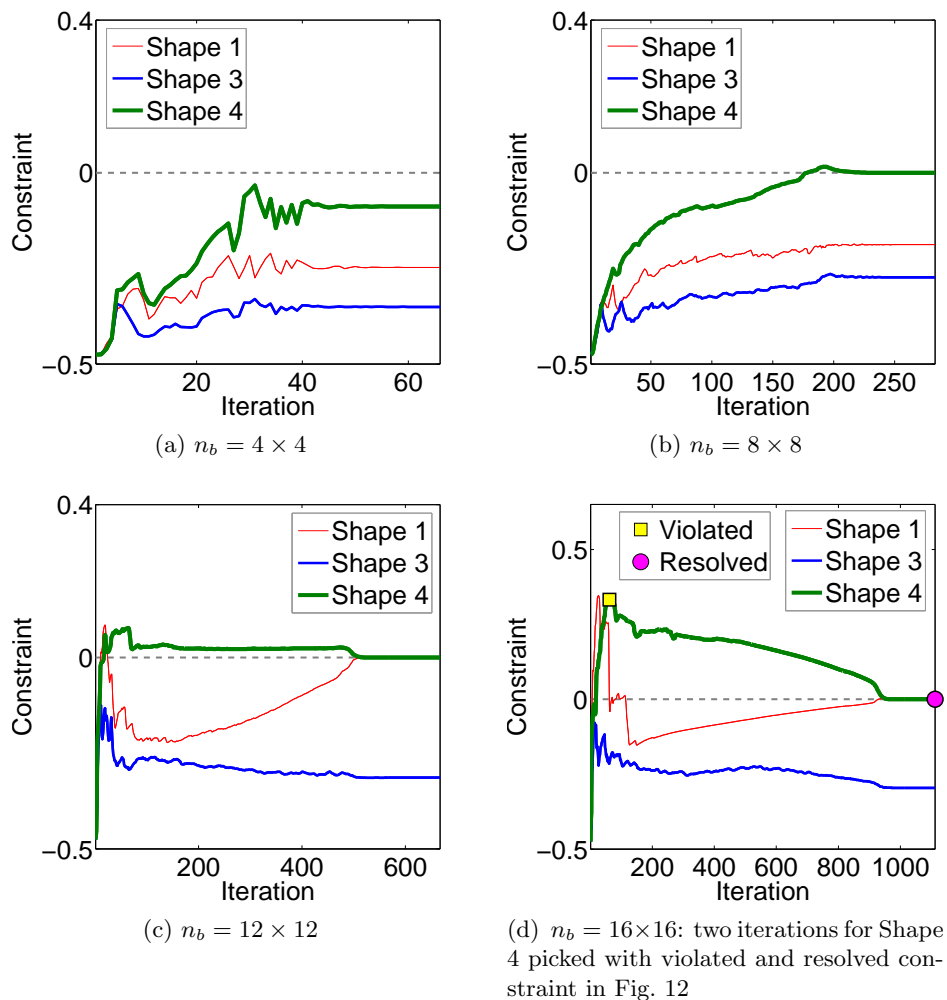 0.4
Shape 1
Shape 3
Shape 4
Constraint
0
−0.5
20
40
60
Iteration
(a) n_b = 4 × 4
0.4
Shape 1
Shape 3
Shape 4
Constraint
0
−0.5
50
100
150
200
250
Iteration
(b) n_b = 8 × 8
0.4
Shape 1
Shape 3
Shape 4
Constraint
0
−0.5
200
400
600
Iteration
(c) n_b = 12 × 12
0.5
Violated
Resolved
Shape 1
Shape 3
Shape 4
Constraint
0
−0.5
200
400
600
800
1000
Iteration
(d) n_b = 16×16: two iterations for Shape
4 picked with violated and resolved con-
straint in Fig. 12